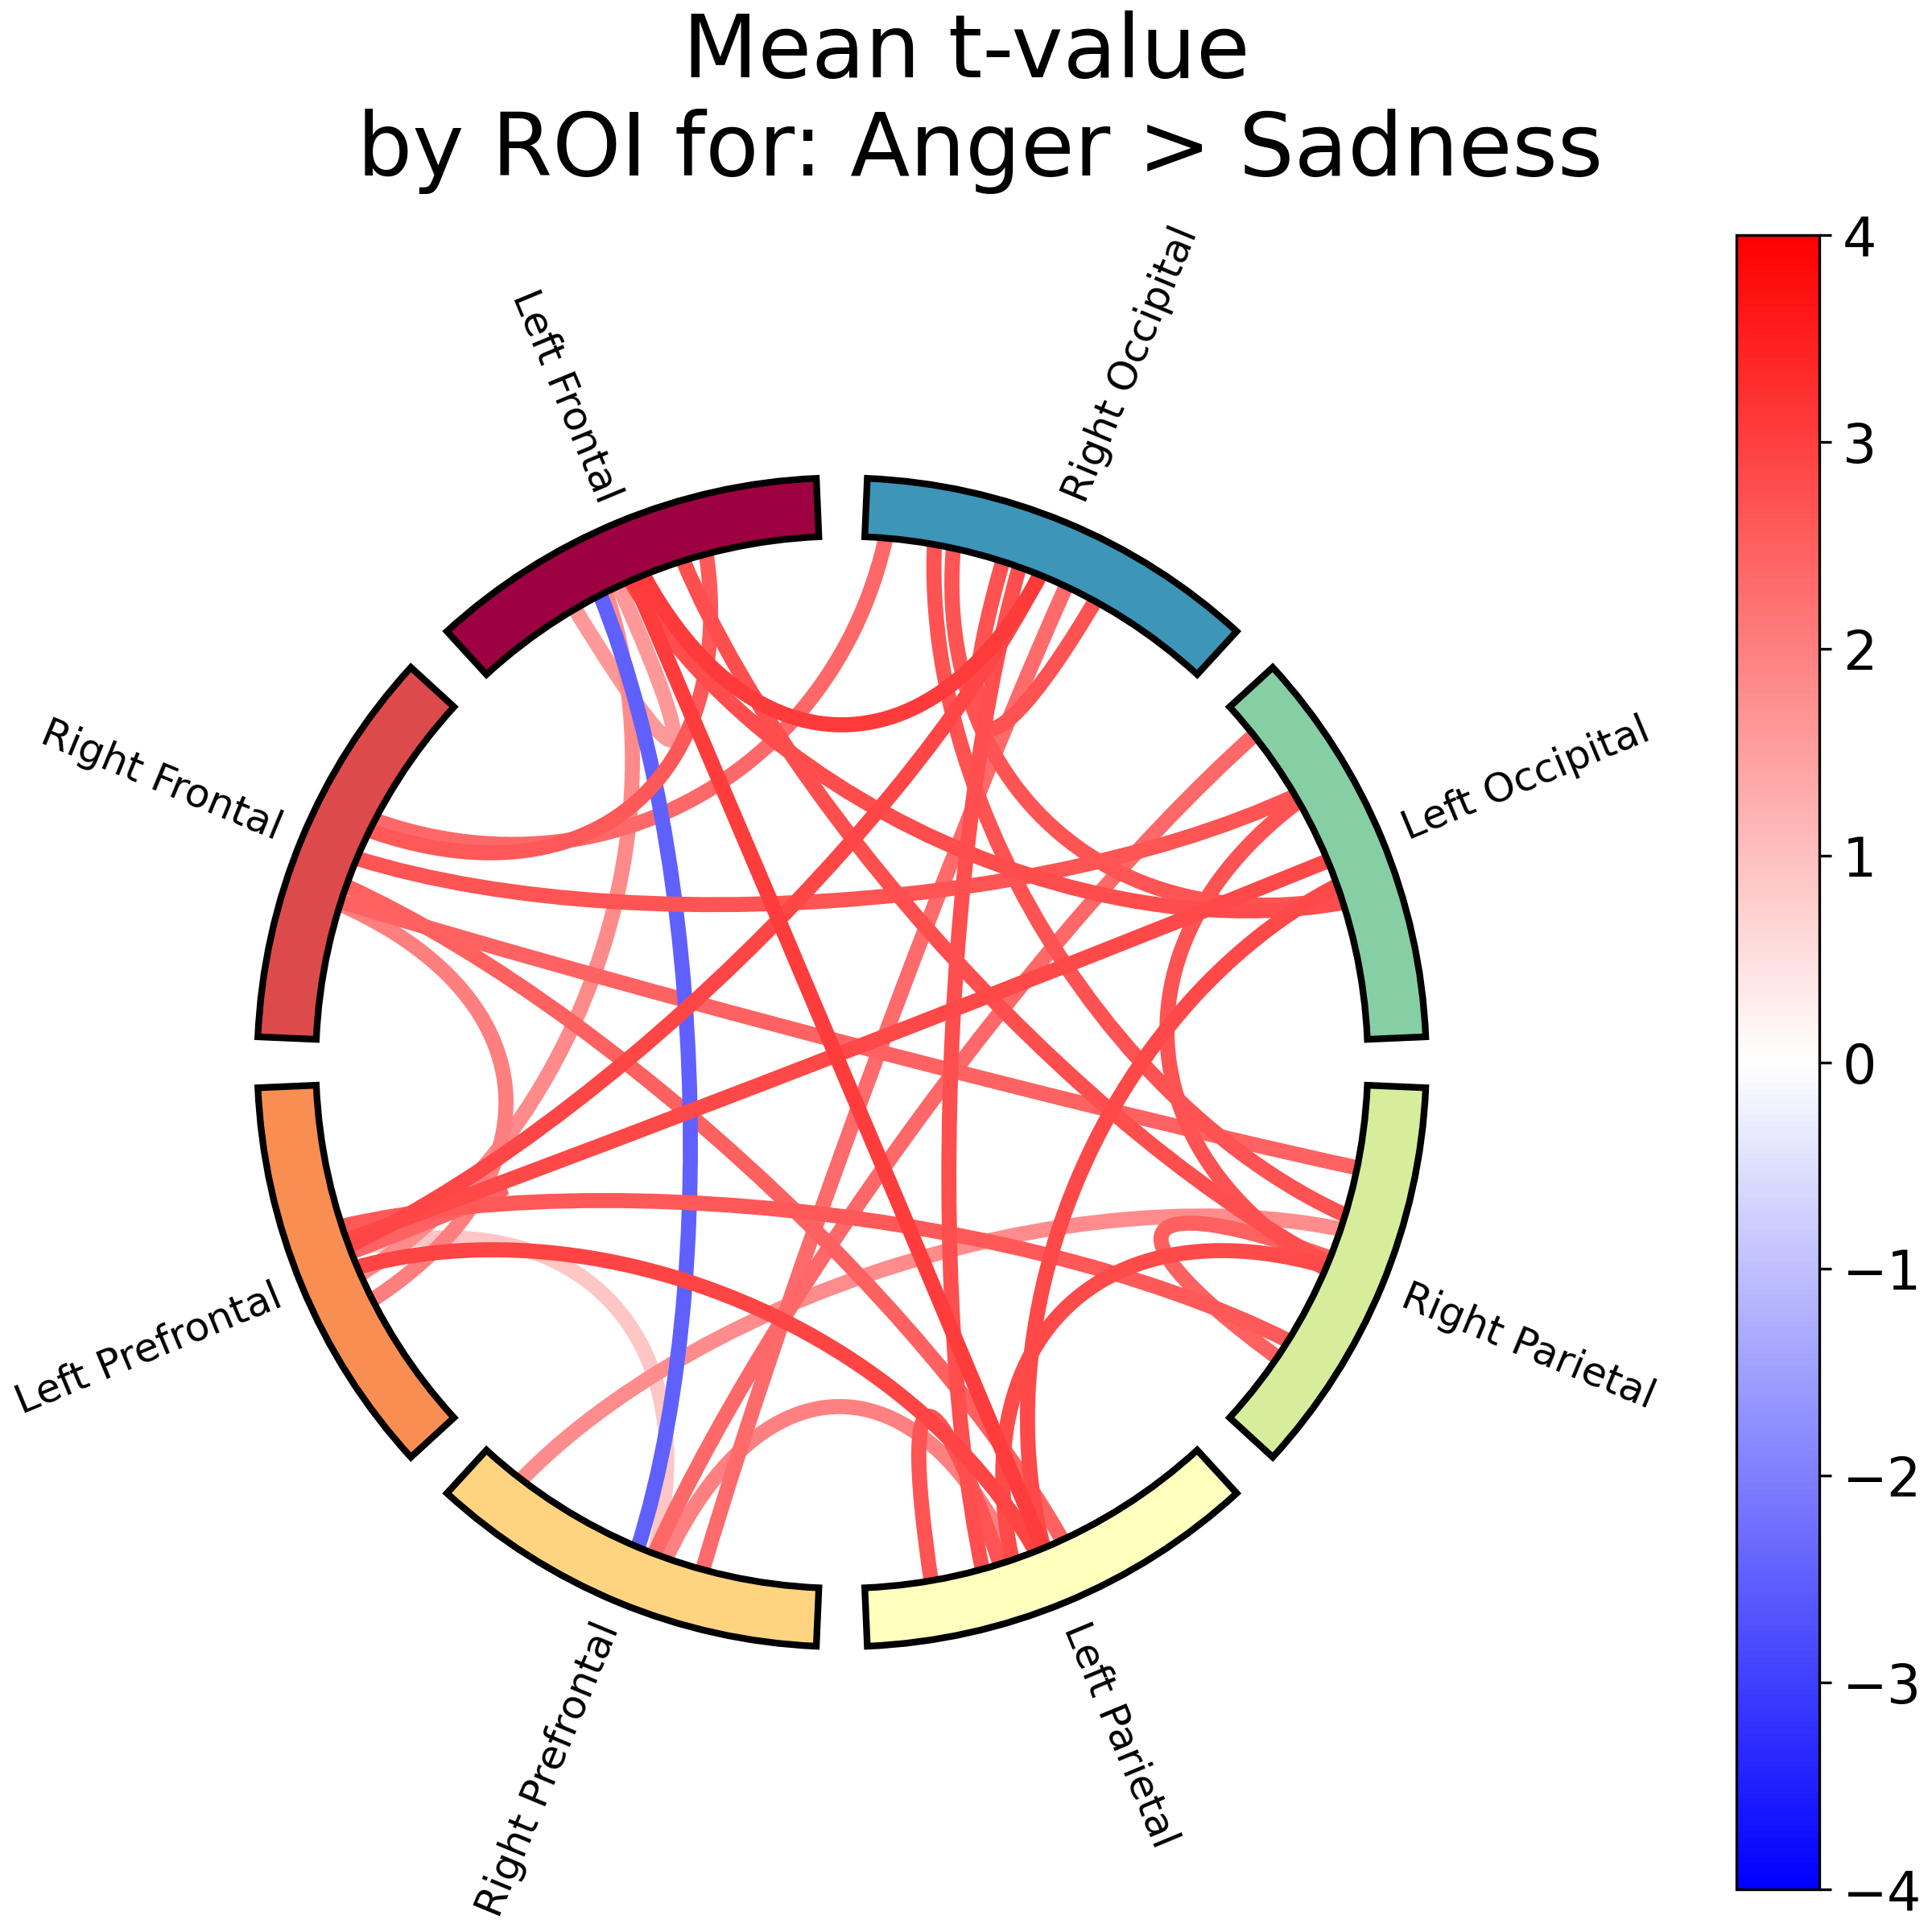 Mean t-value
by ROI for: Anger > Sadness
Right Occipital
Left Frontal
Left Occipital
Right Frontal
Right Parietal
Left Prefrontal
Left Parietal
Right Prefrontal
4
3
2
1
0
−1
−2
−3
−4